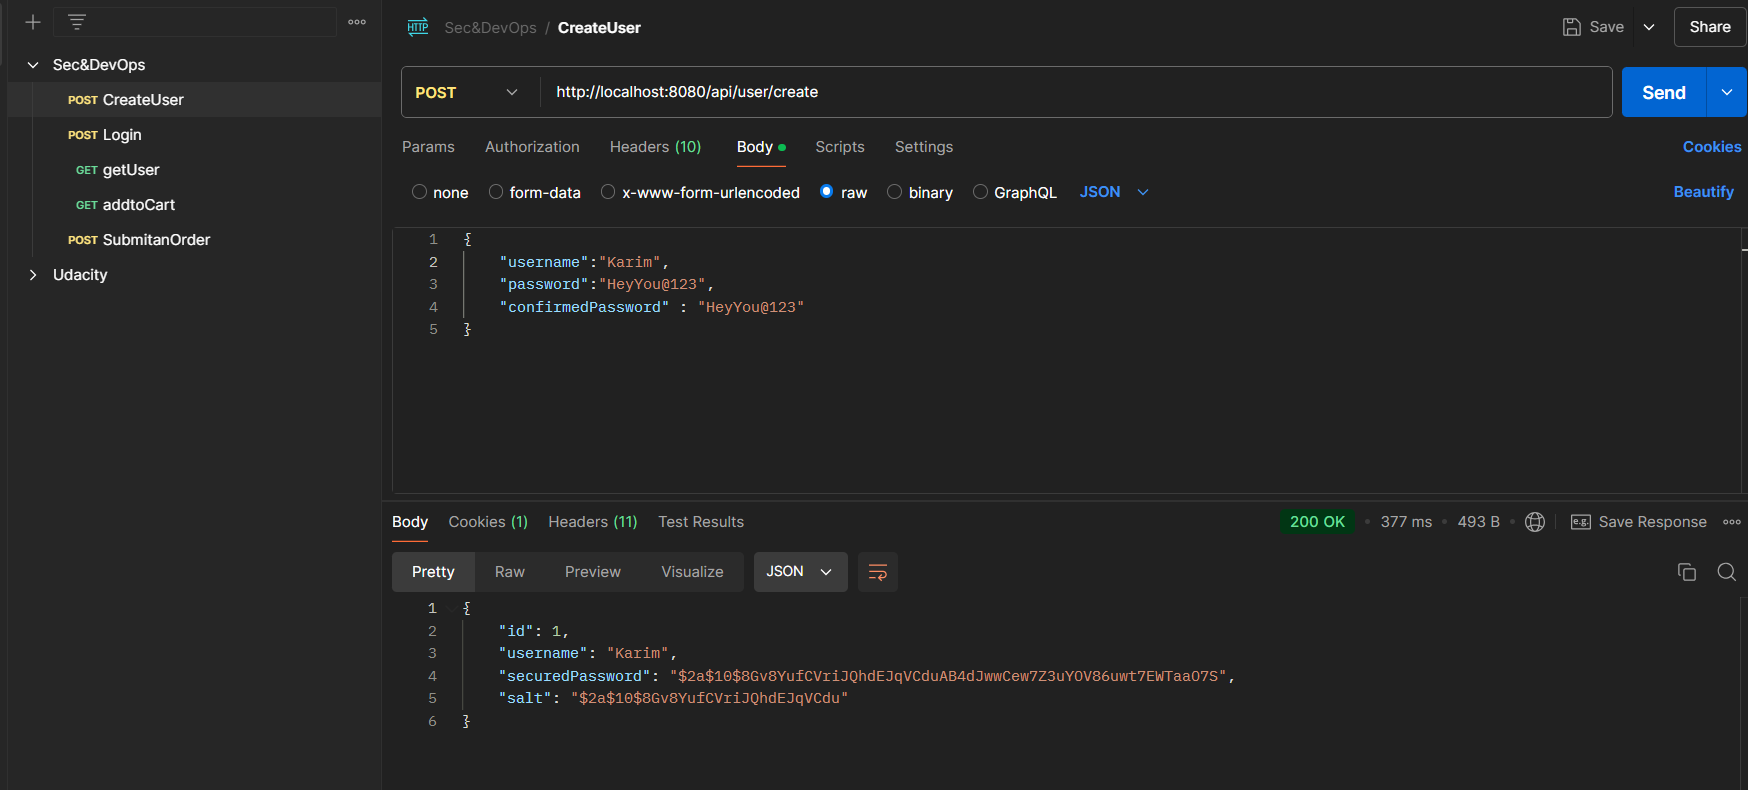 Sec&DevOps
POST CreateUser
POST Login
GET getUser
GET addtoCart
POST SubmitanOrder
Udacity
HTTP Sec&DevOps / CreateUser
Save
Share
POST http://localhost:8080/api/user/create
Send
Params Authorization Headers (10) Body Scripts Settings Cookies
none form-data x-www-form-urlencoded raw binary GraphQL JSON Beautify
1 {
2 "username":"Karim",
3 "password":"HeyYou@123",
4 "confirmedPassword" : "HeyYou@123"
5 }
Body Cookies (1) Headers (11) Test Results 200 OK • 377 ms • 493 B • e.g. Save Response
Pretty Raw Preview Visualize JSON
1 {
2 "id": 1,
3 "username": "Karim",
4 "securedPassword": "$2a$10$8Gv8YufCVriJQhdEJqVCduAB4dJwwCew7Z3uYOV86uwt7EWTaaO7S",
5 "salt": "$2a$10$8Gv8YufCVriJQhdEJqVCdu"
6 }